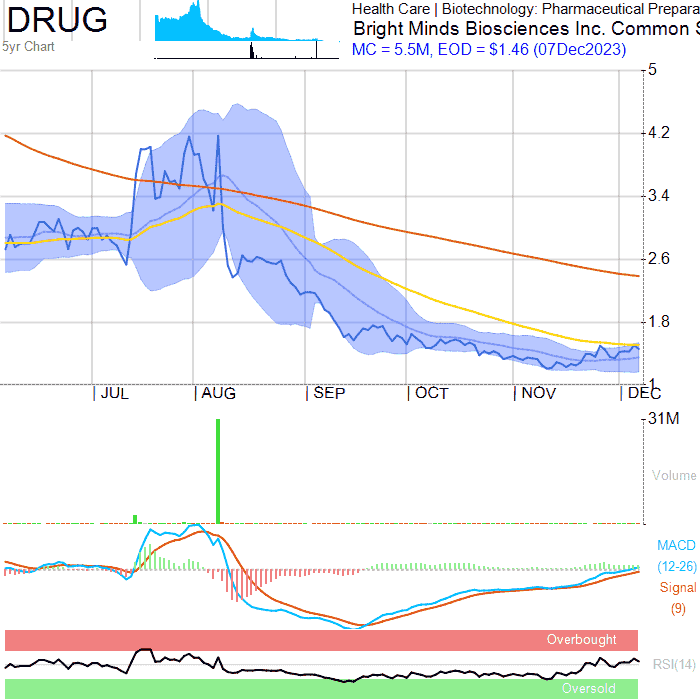 DRUG
5yr Chart
Health Care | Biotechnology: Pharmaceutical Prepara
Bright Minds Biosciences Inc. Common S
MC = 5.5M, EOD = $1.46 (07Dec2023)
5
4.2
3.4
2.6
1.8
1
JUL
AUG
SEP
OCT
NOV
DEC
31M
Volume
MACD
(12-26)
Signal
(9)
Overbought
RSI(14)
Oversold